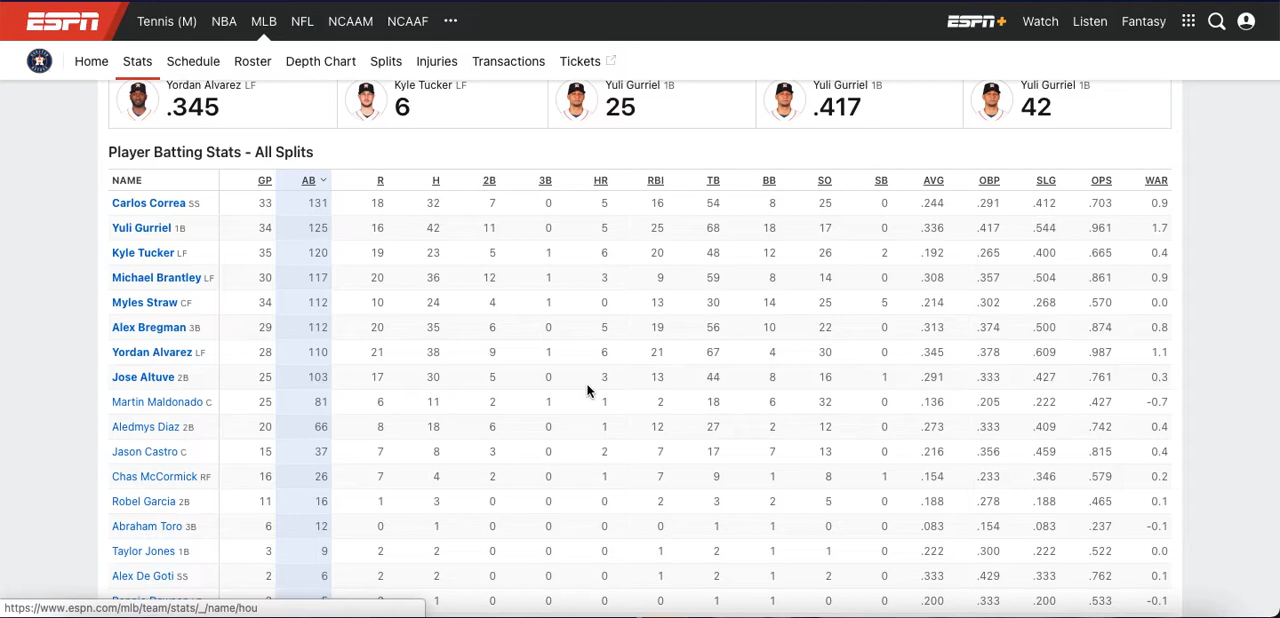 ESPN Tennis (M) NBA MLB NFL NCAAM NCAAF ••• ESPN+ Watch Listen Fantasy
Home Stats Schedule Roster Depth Chart Splits Injuries Transactions Tickets
Yordan Alvarez LF Kyle Tucker LF Yuli Gurriel 1B Yuli Gurriel 1B Yuli Gurriel 1B
.345 6 25 .417 42
Player Batting Stats - All Splits
NAME GP AB R H 2B 3B HR RBI TB BB SO SB AVG OBP SLG OPS WAR
Carlos Correa SS 33 131 18 32 7 0 5 16 54 8 25 0 .244 .291 .412 .703 0.9
Yuli Gurriel 1B 34 125 16 42 11 0 5 25 68 18 17 0 .336 .417 .544 .961 1.7
Kyle Tucker LF 35 120 19 23 5 1 6 20 48 12 26 2 .192 .265 .400 .665 0.4
Michael Brantley LF 30 117 20 36 12 1 3 9 59 8 14 0 .308 .357 .504 .861 0.9
Myles Straw CF 34 112 10 24 4 1 0 13 30 14 25 5 .214 .302 .268 .570 0.0
Alex Bregman 3B 29 112 20 35 6 0 5 19 56 10 22 0 .313 .374 .500 .874 0.8
Yordan Alvarez LF 28 110 21 38 9 1 6 21 67 4 30 0 .345 .378 .609 .987 1.1
Jose Altuve 2B 25 103 17 30 5 0 3 13 44 8 16 1 .291 .333 .427 .761 0.3
Martin Maldonado C 25 81 6 11 2 1 1 2 18 6 32 0 .136 .205 .222 .427 -0.7
Aledmys Diaz 2B 20 66 8 18 6 0 1 12 27 2 12 0 .273 .333 .409 .742 0.4
Jason Castro C 15 37 7 8 3 0 2 7 17 7 13 0 .216 .356 .459 .815 0.4
Chas McCormick RF 16 26 7 4 2 0 1 7 9 1 8 1 .154 .233 .346 .579 0.2
Robel Garcia 2B 11 16 1 3 0 0 0 2 3 2 5 0 .188 .278 .188 .465 0.1
Abraham Toro 3B 6 12 0 1 0 0 0 0 1 1 0 0 .083 .154 .083 .237 -0.1
Taylor Jones 1B 3 9 2 2 0 0 0 1 2 1 1 0 .222 .300 .222 .522 0.0
Alex De Goti SS 2 6 2 2 0 0 0 1 2 1 2 0 .333 .429 .333 .762 0.1
1 0 0 0 0 1 1 0 0 .200 .333 .200 .533 -0.1
https://www.espn.com/mlb/team/stats/_/name/hou